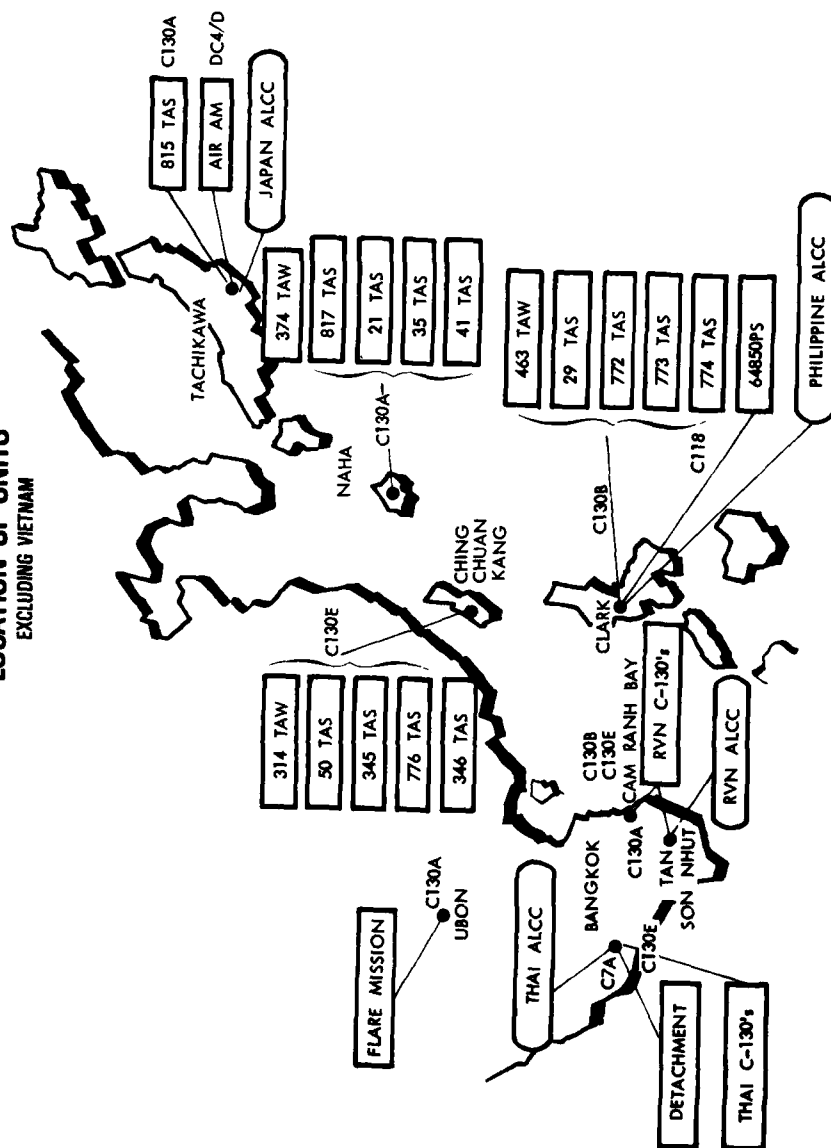 LOCATION OF UNITS
EXCLUDING VIETNAM
815 TAS C130A
AIR AM DC4/D
JAPAN ALCC
TACHIKAWA
374 TAW
817 TAS
21 TAS
35 TAS
41 TAS
C130A-
NAHA
314 TAW
50 TAS
345 TAS
776 TAS
346 TAS
C130E
CHING
CHUAN
KANG
463 TAW
29 TAS
772 TAS
773 TAS
774 TAS
6485OPS
PHILIPPINE ALCC
C130B
C118
CLARK
FLARE MISSION
C130A
UBON
THAI ALCC
BANGKOK
C7A
C130E
DETACHMENT
THAI C-130's
C130B
C130E
CAM RANH BAY
C130A
TAN
SON NHUT
RVN C-130's
RVN ALCC